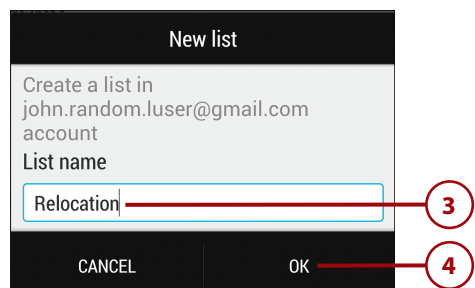 New list
Create a list in
john.random.luser@gmail.com
account
List name
Relocation
3
CANCEL OK
4